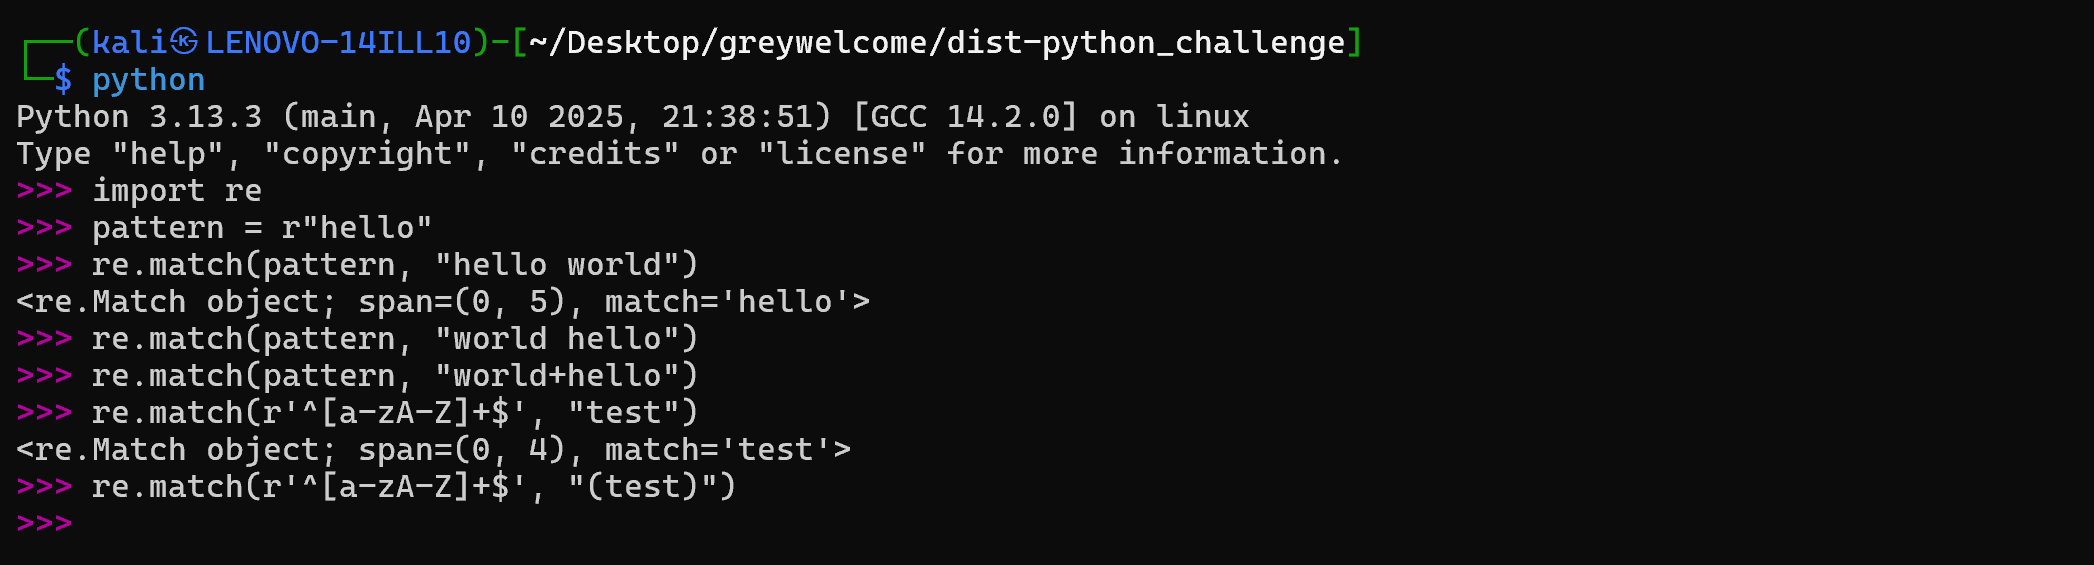 ┌──(kali㉿LENOVO-14ILL10)-[~/Desktop/greywelcome/dist-python_challenge]
└─$ python
Python 3.13.3 (main, Apr 10 2025, 21:38:51) [GCC 14.2.0] on linux
Type "help", "copyright", "credits" or "license" for more information.
>>> import re
>>> pattern = r"hello"
>>> re.match(pattern, "hello world")
<re.Match object; span=(0, 5), match='hello'>
>>> re.match(pattern, "world hello")
>>> re.match(pattern, "world+hello")
>>> re.match(r'^[a-zA-Z]+$', "test")
<re.Match object; span=(0, 4), match='test'>
>>> re.match(r'^[a-zA-Z]+$', "(test)")
>>>